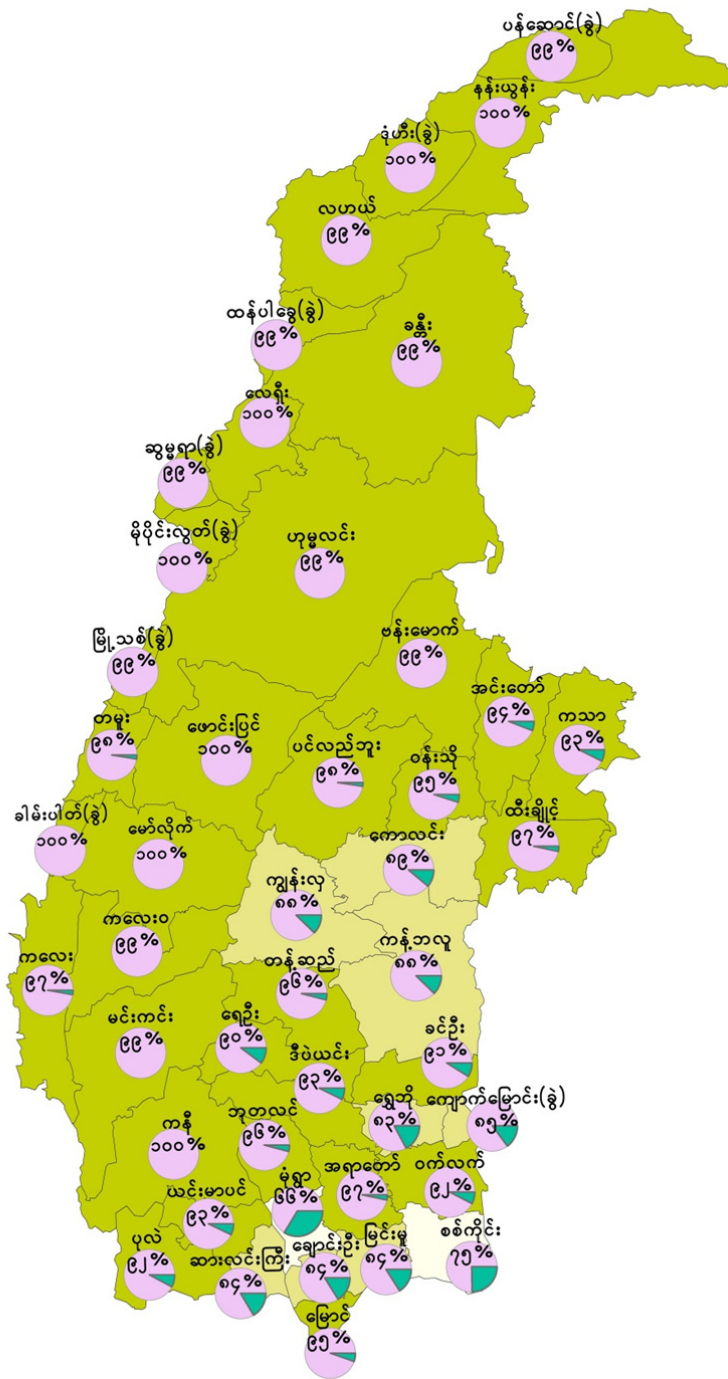 ပန်ဆောင်(ခွဲ)
၉၉%
နန်းယွန်း
၁၀၀%
ဒုံဟီး(ခွဲ)
၁၀၀%
လဟယ်
၉၉%
ထန်ပါခွေ(ခွဲ)
၉၉%
ခန္တီး
၉၉%
လေရှီး
၁၀၀%
ဆွမ္မရာ(ခွဲ)
၉၉%
မိုပိုင်းလွတ်(ခွဲ)
၁၀၀%
ဟုမ္မလင်း
၉၉%
ဗန်းမောက်
၉၉%
မြို့သစ်(ခွဲ)
၉၉%
အင်းတော်
၉၄%
ကသာ
၉၃%
တမူး
၉၈%
ဖောင်းပြင်
၁၀၀%
ပင်လည်ဘူး
၉၈%
ဝန်းသို
၉၅%
ထီးချိုင့်
၉၇%
ခါမ်းပါတ်(ခွဲ)
၁၀၀%
မော်လိုက်
၁၀၀%
ကောလင်း
၈၉%
ကျွန်းလှ
၈၈%
ကလေးဝ
၉၉%
ကန့်ဘလူ
၈၈%
ကလေး
၉၇%
တန့်ဆည်
၉၆%
မင်းကင်း
၉၉%
ရေဦး
၉၀%
ခင်ဦး
၉၁%
ဒီပဲယင်း
၉၃%
ရွှေဘို
၈၃%
ကျောက်မြောင်း(ခွဲ)
၈၅%
ကနီ
၁၀၀%
ဘုတလင်
၉၆%
အရာတော်
၉၇%
ဝက်လက်
၉၂%
ယင်းမာပင်
၉၃%
မုံရွာ
၆၆%
ပုလဲ
၉၂%
ဆားလင်းကြီး
၈၄%
ချောင်းဦး
၈၄%
မြင်းမူ
၈၄%
စစ်ကိုင်း
၇၅%
မြောင်
၉၅%